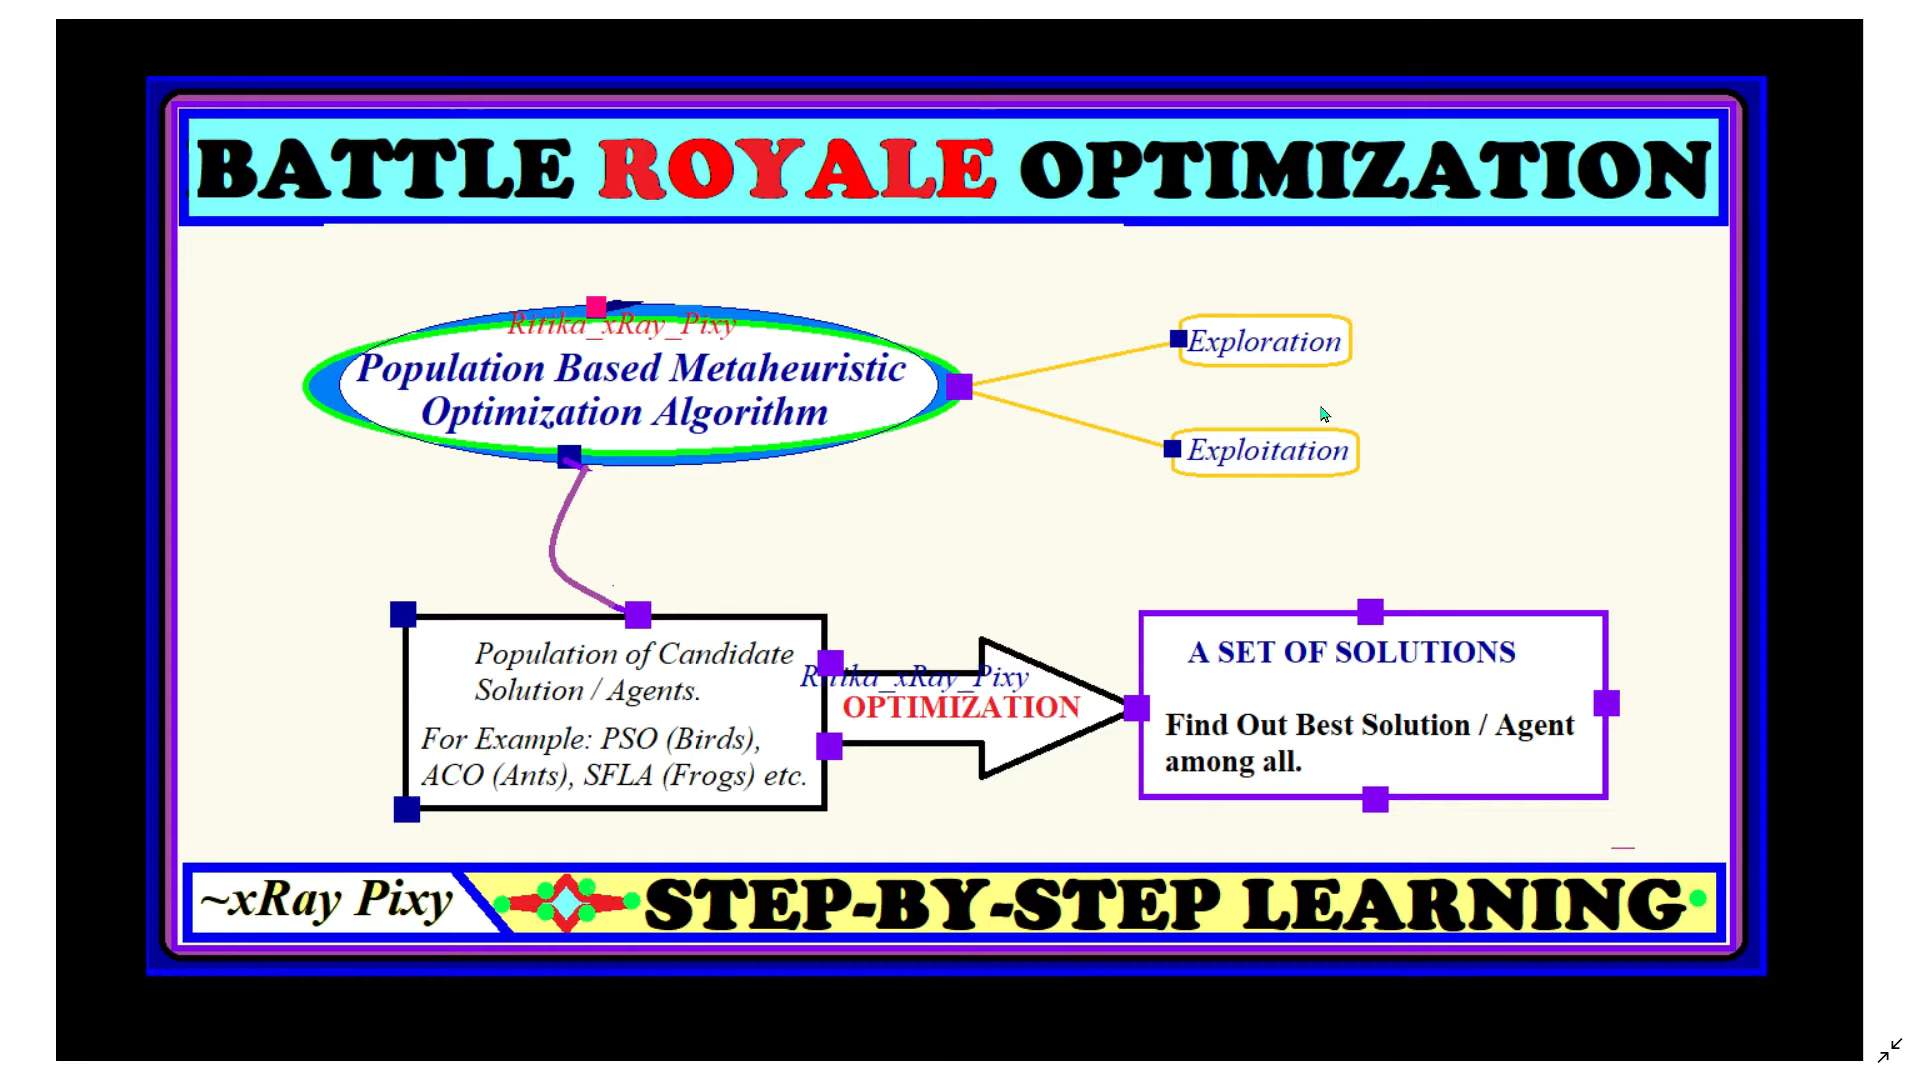 BATTLE ROYALE OPTIMIZATION
Ritika_xRay_Pixy
Population Based Metaheuristic
Optimization Algorithm
Exploration
Exploitation
Population of Candidate
Solution / Agents.
For Example: PSO (Birds),
ACO (Ants), SFLA (Frogs) etc.
Ritika_xRay_Pixy
OPTIMIZATION
A SET OF SOLUTIONS
Find Out Best Solution / Agent
among all.
~xRay Pixy
STEP-BY-STEP LEARNING